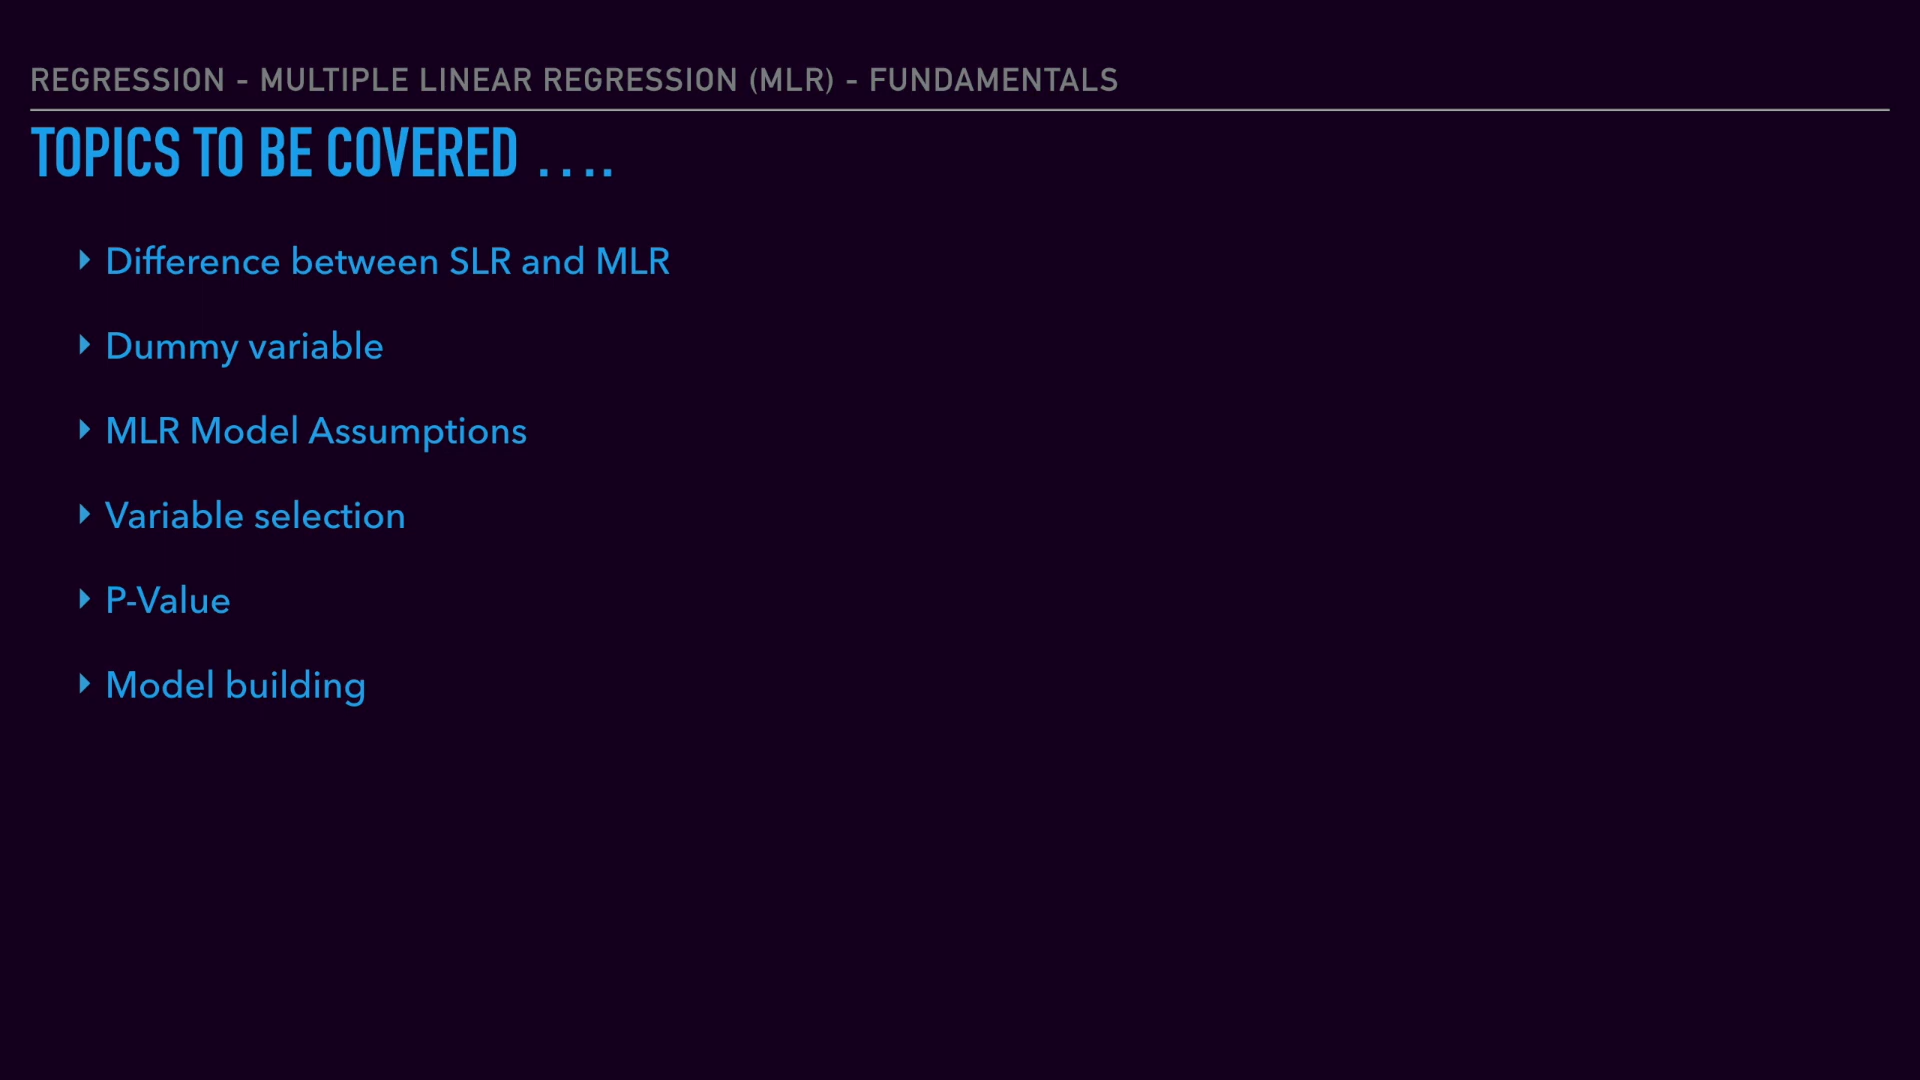 REGRESSION - MULTIPLE LINEAR REGRESSION (MLR) - FUNDAMENTALS
TOPICS TO BE COVERED ....
Difference between SLR and MLR
Dummy variable
MLR Model Assumptions
Variable selection
P-Value
Model building